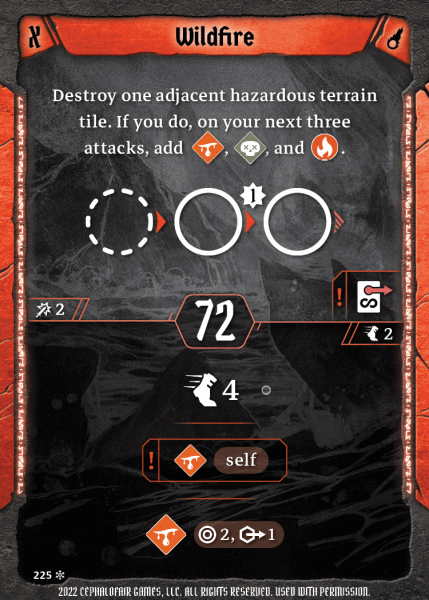 X
Wildfire
Destroy one adjacent hazardous terrain
tile. If you do, on your next three
attacks, add , , and .
1
!
2
72
2
4
! self
2, 1
225
2022 CEPHALOFAIR GAMES, LLC. ALL RIGHTS RESERVED. USED WITH PERMISSION.